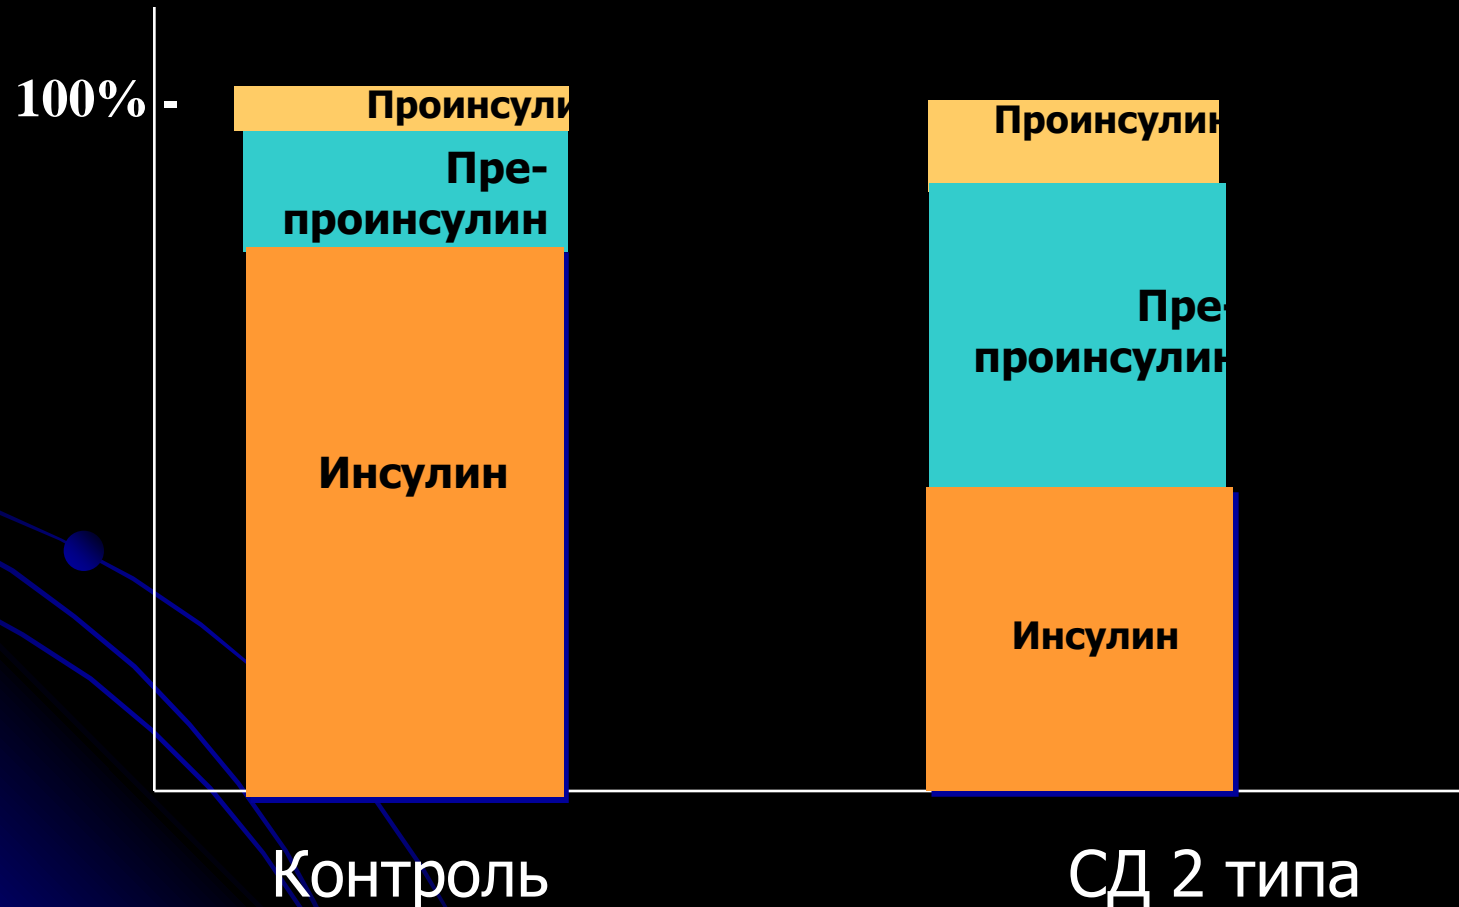 100% -
Проинсули
Пре-
проинсулин
Инсулин
Проинсулин
Пре-
проинсулин
Инсулин
Контроль
СД 2 типа